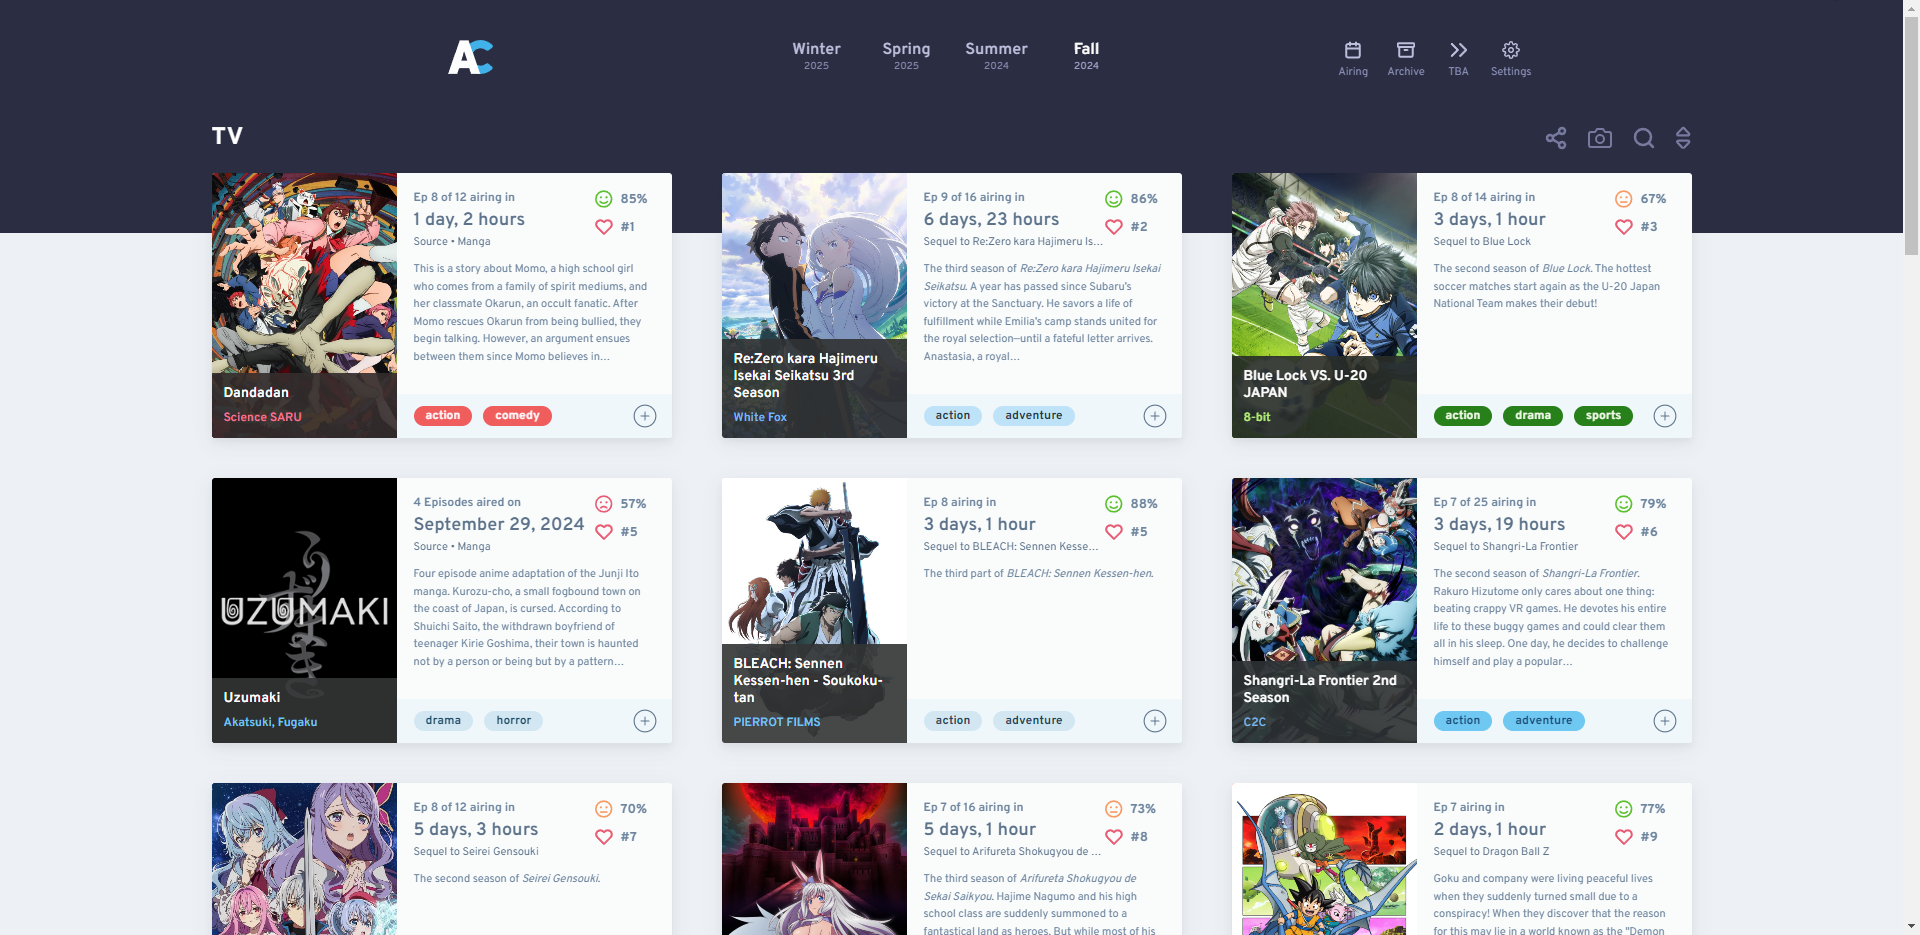 AC
Winter
2025
Spring
2025
Summer
2024
Fall
2024
Airing
Archive
TBA
Settings
TV
Ep 8 of 12 airing in
1 day, 2 hours
Source • Manga
85%
#1
This is a story about Momo, a high school girl
who comes from a family of spirit mediums, and
her classmate Okarun, an occult fanatic. After
Momo rescues Okarun from being bullied, they
begin talking. However, an argument ensues
between them since Momo believes in...
Dandadan
Science SARU
action
comedy
Ep 9 of 16 airing in
6 days, 23 hours
Sequel to Re:Zero kara Hajimeru Is...
86%
#2
The third season of Re:Zero kara Hajimeru Isekai
Seikatsu. A year has passed since Subaru's
victory at the Sanctuary. He savors a life of
fulfillment while Emilia's camp stands united for
the royal selection—until a fateful letter arrives.
Anastasia, a royal...
Re:Zero kara Hajimeru
Isekai Seikatsu 3rd
Season
White Fox
action
adventure
Ep 8 of 14 airing in
3 days, 1 hour
Sequel to Blue Lock
67%
#3
The second season of Blue Lock. The hottest
soccer matches start again as the U-20 Japan
National Team makes their debut!
Blue Lock VS. U-20
JAPAN
8-bit
action
drama
sports
4 Episodes aired on
September 29, 2024
Source • Manga
57%
#5
Four episode anime adaptation of the Junji Ito
manga. Kurozu-cho, a small fogbound town on
the coast of Japan, is cursed. According to
Shuichi Saito, the withdrawn boyfriend of
teenager Kirie Goshima, their town is haunted
not by a person or being but by a pattern...
UZUMAKI
うずまき
Uzumaki
Akatsuki, Fugaku
drama
horror
Ep 8 airing in
3 days, 1 hour
Sequel to BLEACH: Sennen Kesse...
88%
#5
The third part of BLEACH: Sennen Kessen-hen.
BLEACH: Sennen
Kessen-hen - Soukoku-
tan
PIERROT FILMS
action
adventure
Ep 7 of 25 airing in
3 days, 19 hours
Sequel to Shangri-La Frontier
79%
#6
The second season of Shangri-La Frontier.
Rakuro Hizutome only cares about one thing:
beating crappy VR games. He devotes his entire
life to these buggy games and could clear them
all in his sleep. One day, he decides to challenge
himself and play a popular...
Shangri-La Frontier 2nd
Season
C2C
action
adventure
Ep 8 of 12 airing in
5 days, 3 hours
Sequel to Seirei Gensouki
70%
#7
The second season of Seirei Gensouki.
Ep 7 of 16 airing in
5 days, 1 hour
Sequel to Arifureta Shokugyou de ...
73%
#8
The third season of Arifureta Shokugyou de
Sekai Saikyou. Hajime Nagumo and his high
school class are suddenly summoned to a
fantastical land as heroes. But while most of his
Ep 7 airing in
2 days, 1 hour
Sequel to Dragon Ball Z
77%
#9
Goku and company were living peaceful lives
when they suddenly turned small due to a
conspiracy! When they discover that the reason
for this may lie in a world known as the "Demon